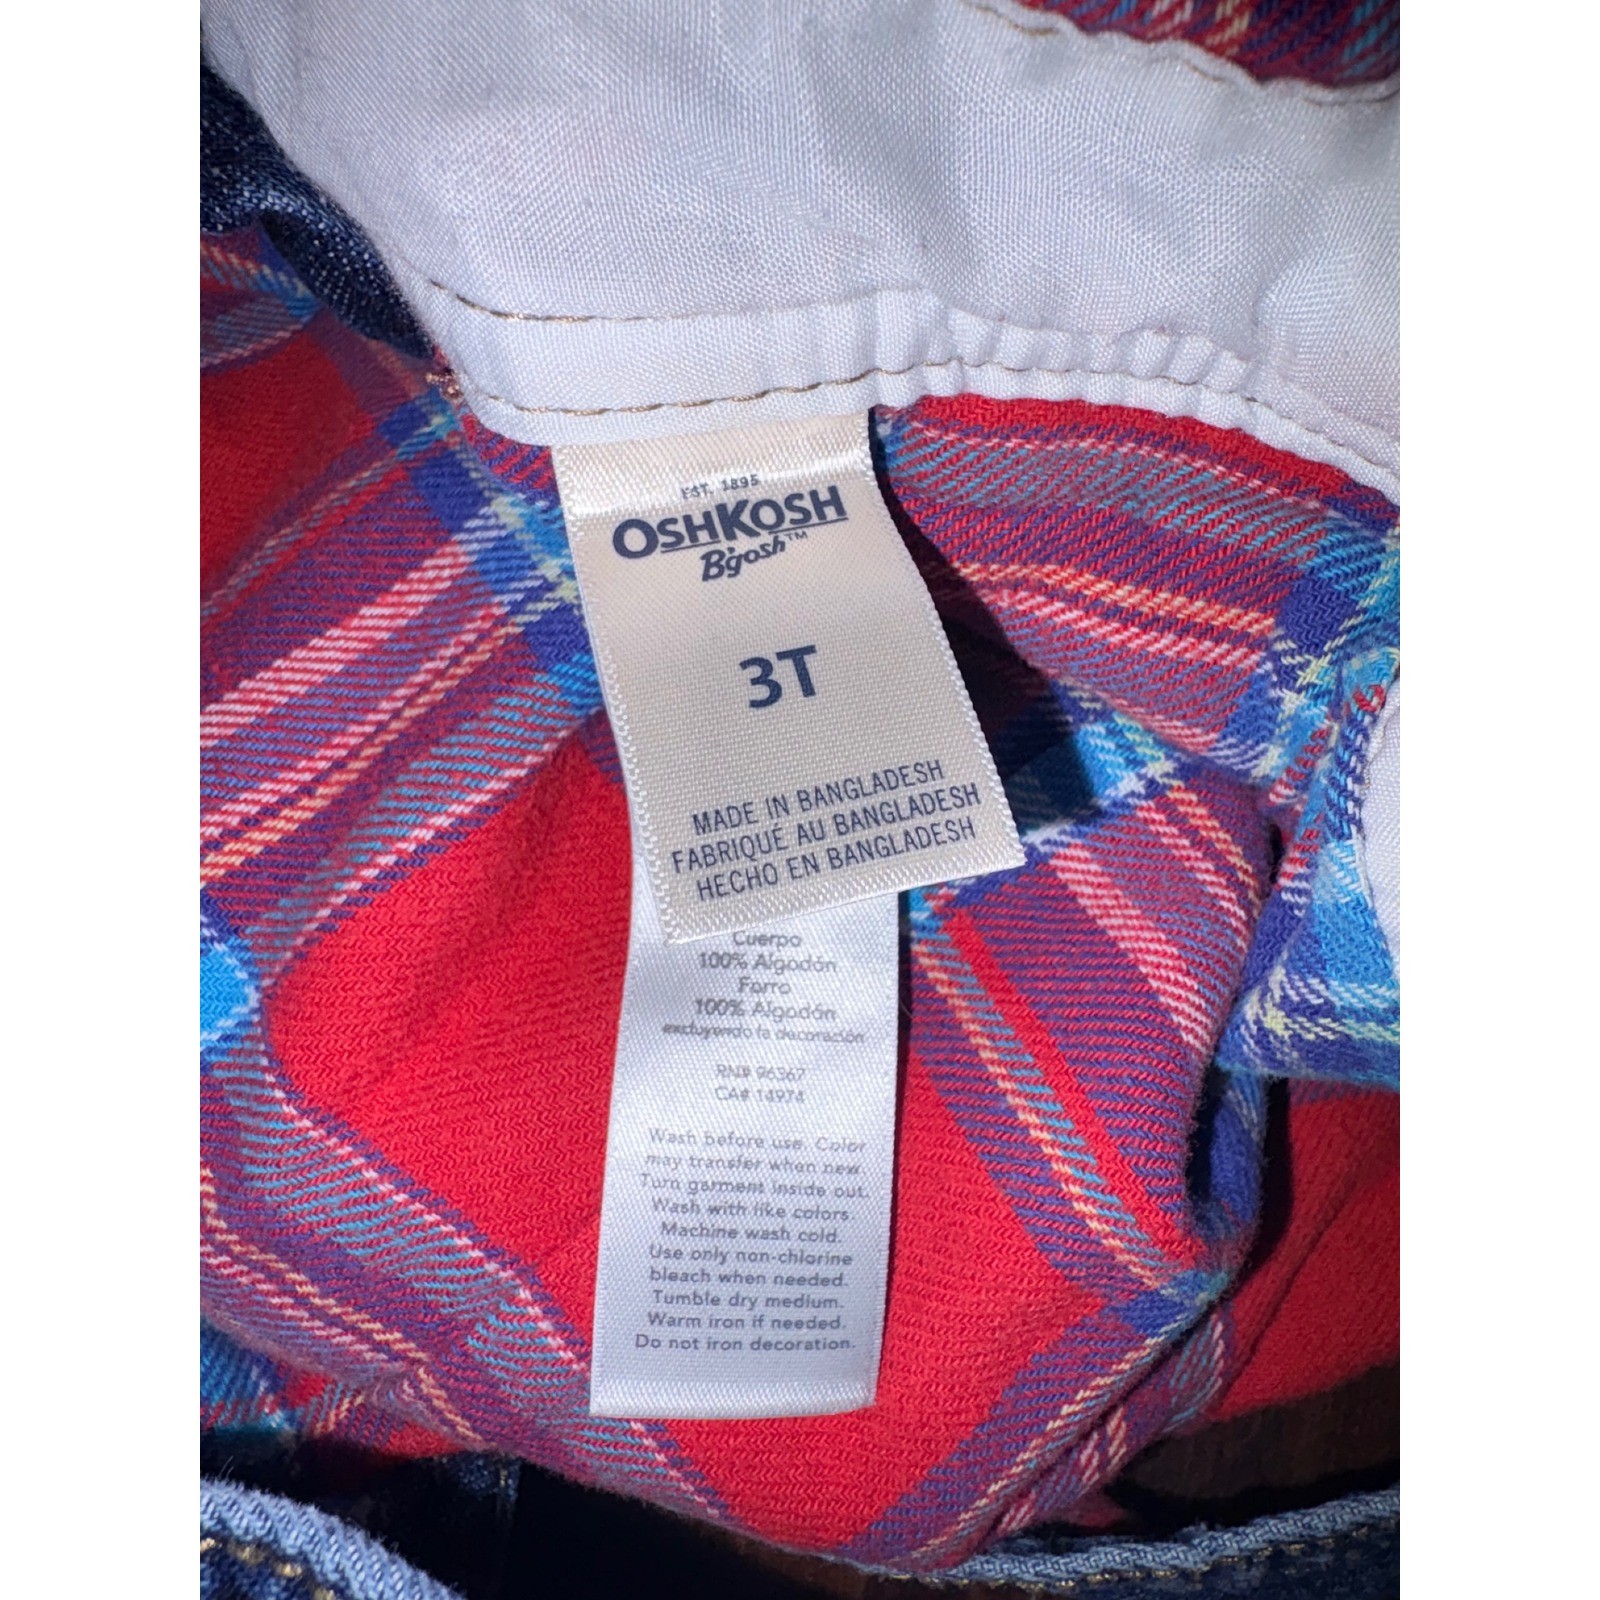 EST. 1895
OSHKOSH
B'gosh™
3T
MADE IN BANGLADESH
FABRIQUÉ AU BANGLADESH
HECHO EN BANGLADESH
Cuerpo
100% Algodón
Forro
100% Algodón
excluyendo la decoración
RN# 96367
CA# 14974
Wash before use. Color
may transfer when new.
Turn garment inside out.
Wash with like colors.
Machine wash cold.
Use only non-chlorine
bleach when needed.
Tumble dry medium.
Warm iron if needed.
Do not iron decoration.